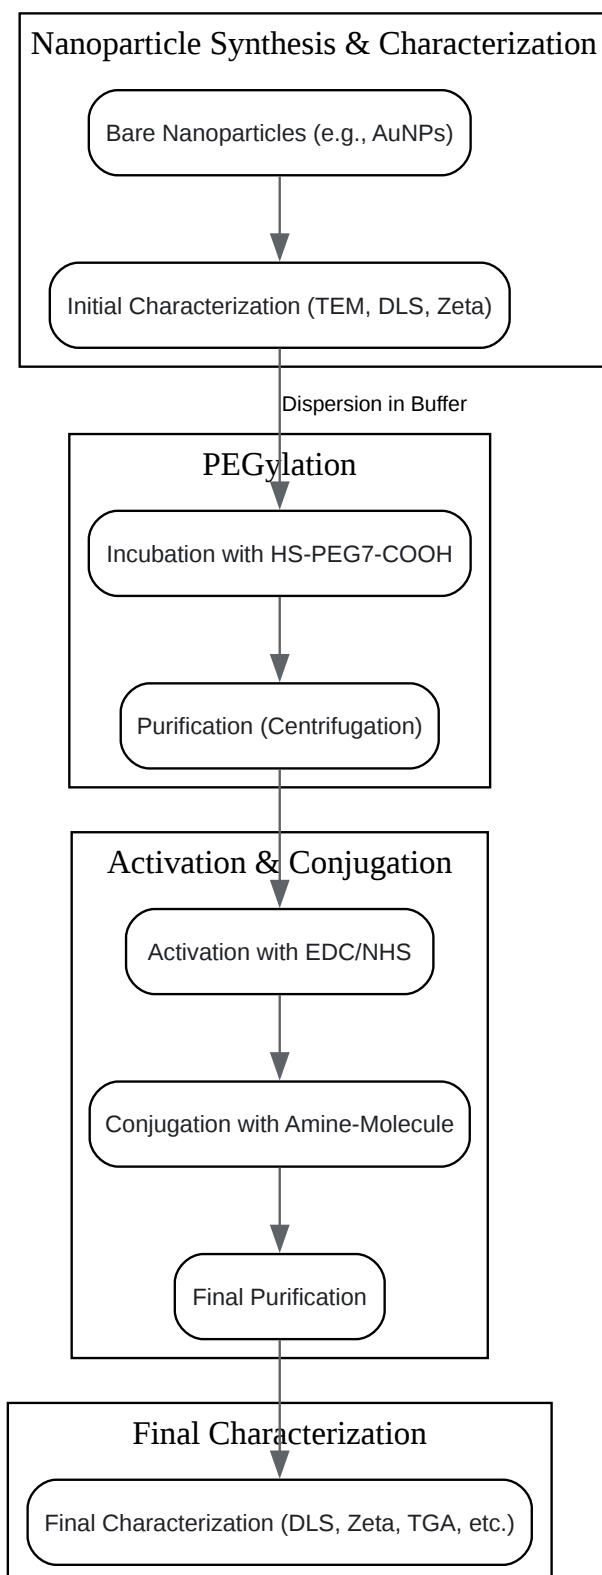 Nanoparticle Synthesis & Characterization
Bare Nanoparticles (e.g., AuNPs)
Initial Characterization (TEM, DLS, Zeta)
Dispersion in Buffer
PEGylation
Incubation with HS-PEG7-COOH
Purification (Centrifugation)
Activation & Conjugation
Activation with EDC/NHS
Conjugation with Amine-Molecule
Final Purification
Final Characterization
Final Characterization (DLS, Zeta, TGA, etc.)